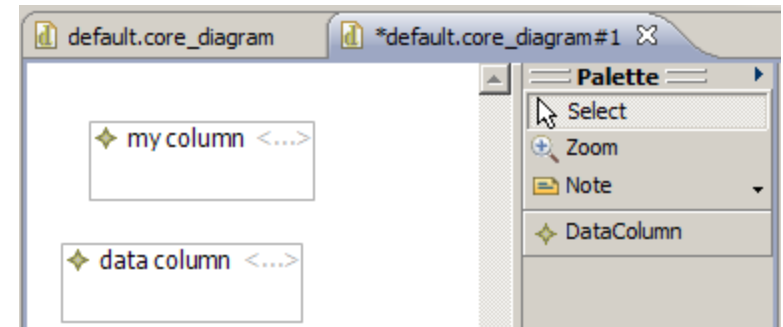 default.core_diagram
*default.core_diagram#1
my column <...>
data column <...>
Palette
Select
Zoom
Note
DataColumn